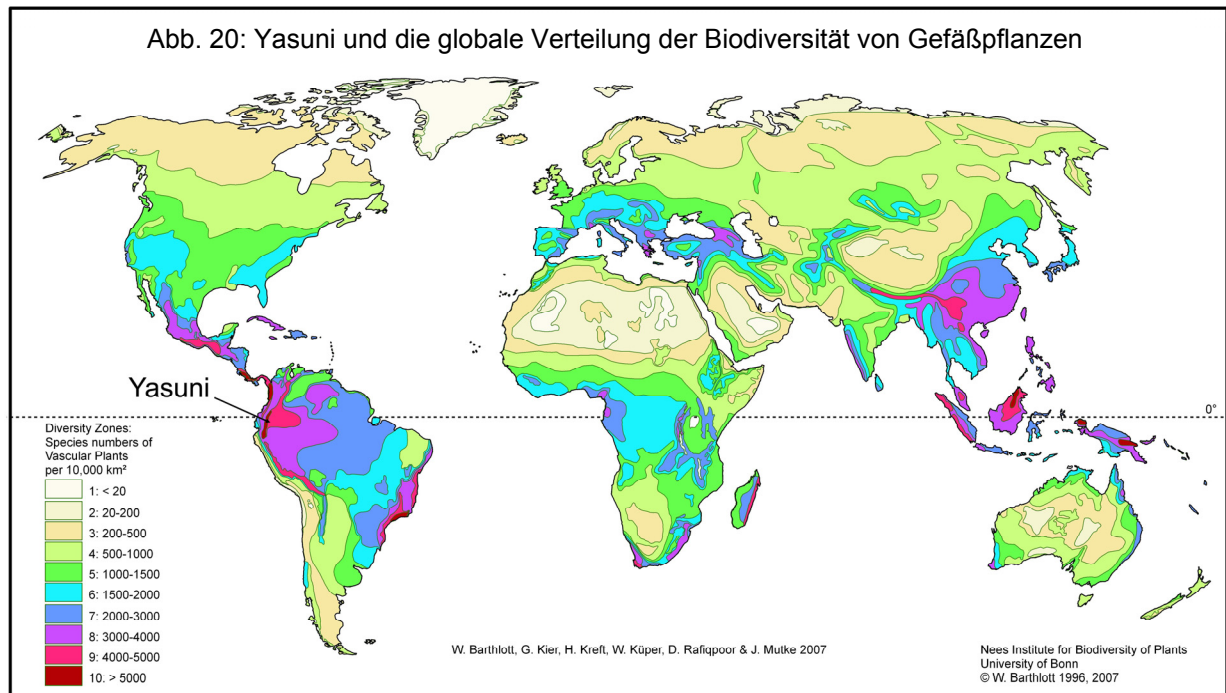 Abb. 20: Yasuni und die globale Verteilung der Biodiversität von Gefäßpflanzen
Yasuni
0°
Diversity Zones:
Species numbers of
Vascular Plants
per 10,000 km²
1: < 20
2: 20-200
3: 200-500
4: 500-1000
5: 1000-1500
6: 1500-2000
7: 2000-3000
8: 3000-4000
9: 4000-5000
10. > 5000
W. Barthlott, G. Kier, H. Kreft, W. Küper, D. Rafiqpoor & J. Mutke 2007
Nees Institute for Biodiversity of Plants
University of Bonn
© W. Barthlott 1996, 2007